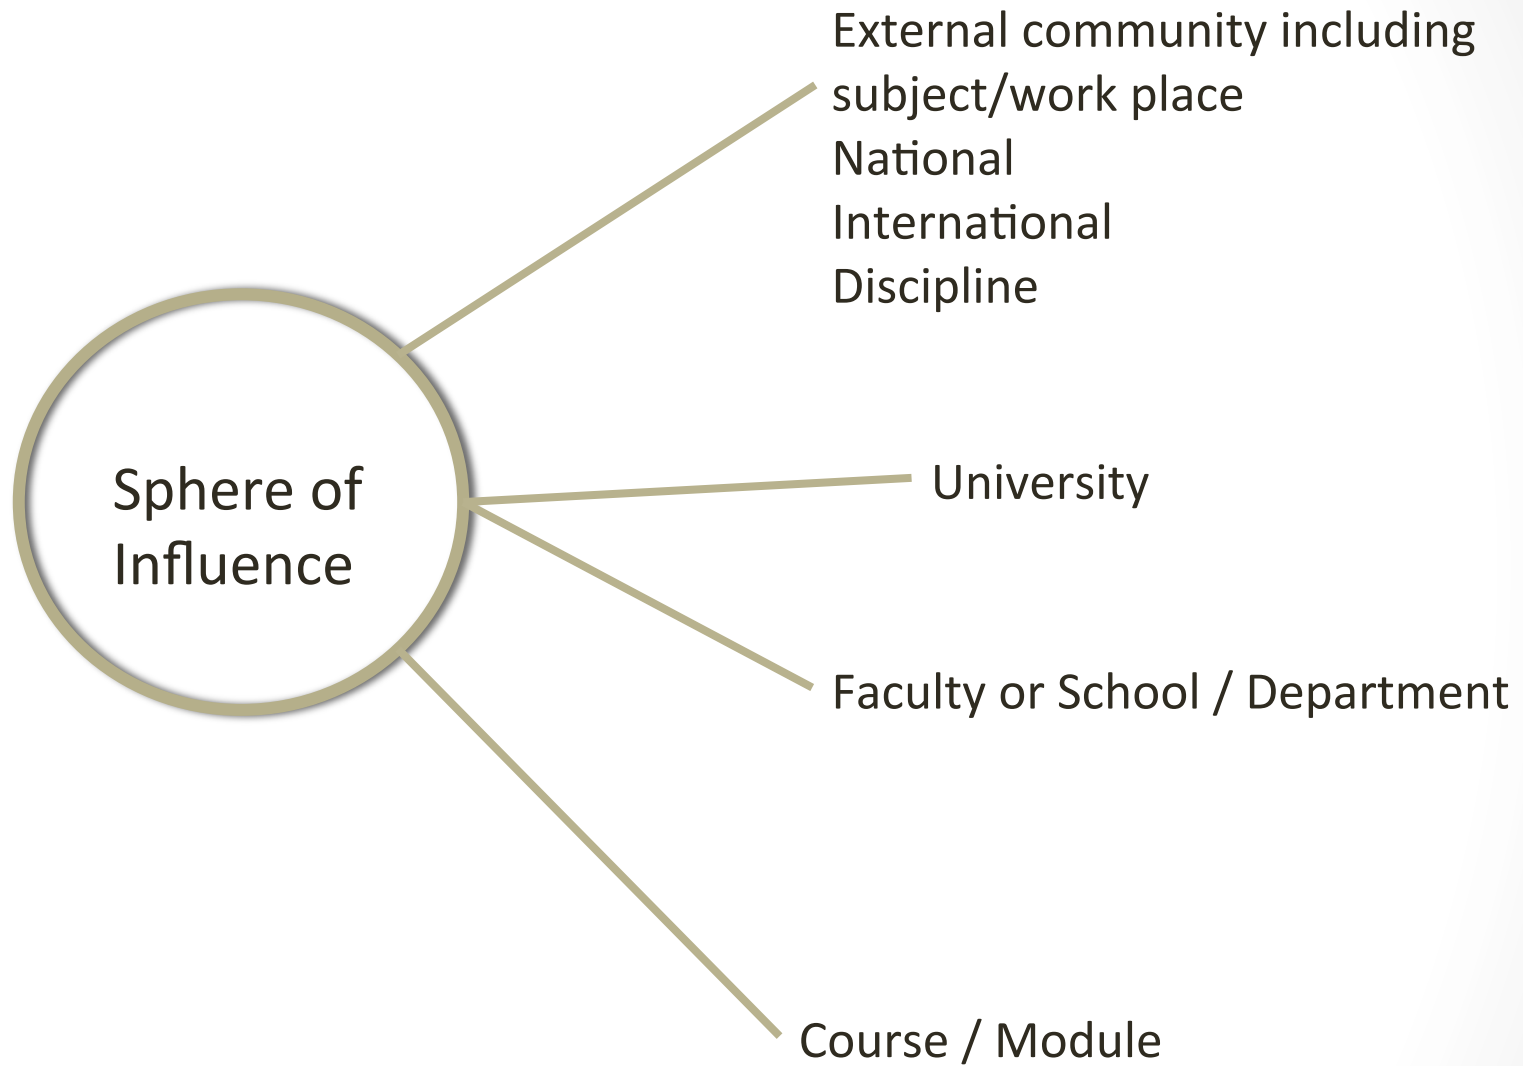 External community including
subject/work place
National
International
Discipline
Sphere of
Influence
University
Faculty or School / Department
Course / Module